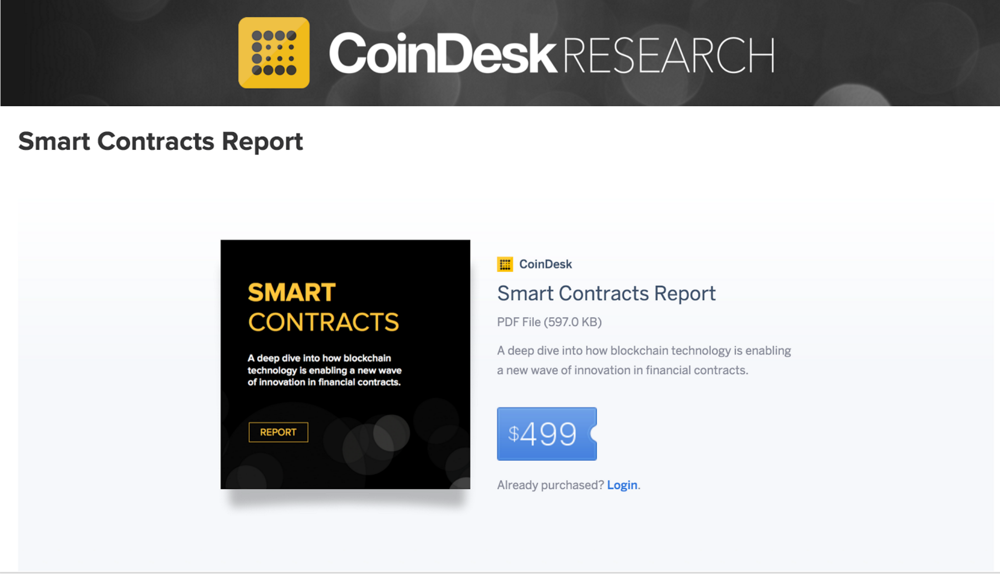 CoinDesk RESEARCH
Smart Contracts Report
SMART
CONTRACTS
A deep dive into how blockchain
technology is enabling a new wave
of innovation in financial contracts.
REPORT
CoinDesk
Smart Contracts Report
PDF File (597.0 KB)
A deep dive into how blockchain technology is enabling
a new wave of innovation in financial contracts.
$499
Already purchased? Login.